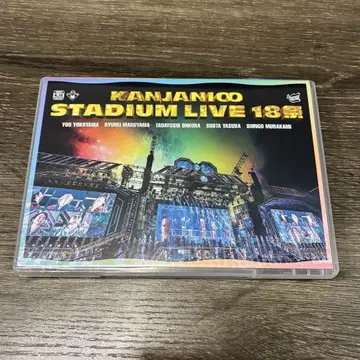 KANJANI∞
STADIUM LIVE 18祭
YOU YOKOYAMA RYUHEI MARUYAMA TADAYOSHI OHKURA SHOTA YASUDA SHINGO MURAKAMI